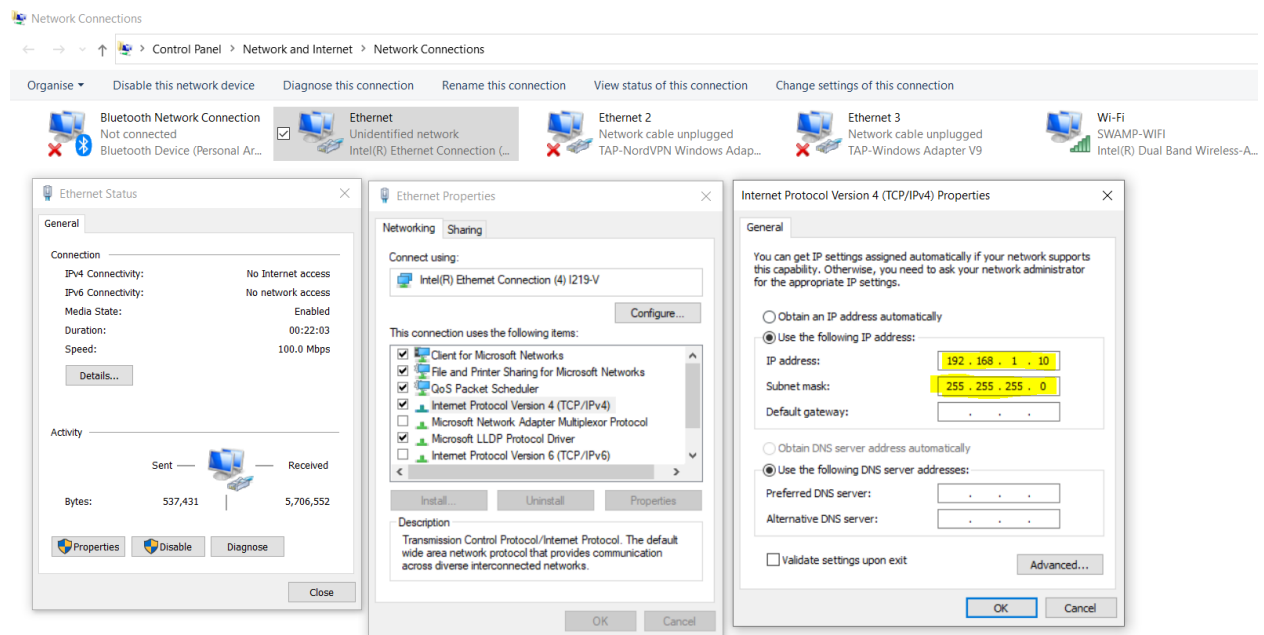 Network Connections
Control Panel > Network and Internet > Network Connections
Organise Disable this network device Diagnose this connection Rename this connection View status of this connection Change settings of this connection
Bluetooth Network Connection
Not connected
Bluetooth Device (Personal Ar...
Ethernet
Unidentified network
Intel(R) Ethernet Connection (...
Ethernet 2
Network cable unplugged
TAP-NordVPN Windows Adap...
Ethernet 3
Network cable unplugged
TAP-Windows Adapter V9
Wi-Fi
SWAMP-WIFI
Intel(R) Dual Band Wireless-A...
Ethernet Status
General
Connection
IPv4 Connectivity: No Internet access
IPv6 Connectivity: No network access
Media State: Enabled
Duration: 00:22:03
Speed: 100.0 Mbps
Details...
Activity
Sent — — Received
Bytes: 537,431 5,706,552
Properties Disable Diagnose
Close
Ethernet Properties
Networking Sharing
Connect using:
Intel(R) Ethernet Connection (4) I219-V
Configure...
This connection uses the following items:
Client for Microsoft Networks
File and Printer Sharing for Microsoft Networks
QoS Packet Scheduler
Internet Protocol Version 4 (TCP/IPv4)
Microsoft Network Adapter Multiplexor Protocol
Microsoft LLDP Protocol Driver
Internet Protocol Version 6 (TCP/IPv6)
Install... Uninstall Properties
Description
Transmission Control Protocol/Internet Protocol. The default
wide area network protocol that provides communication
across diverse interconnected networks.
OK Cancel
Internet Protocol Version 4 (TCP/IPv4) Properties
General
You can get IP settings assigned automatically if your network supports
this capability. Otherwise, you need to ask your network administrator
for the appropriate IP settings.
Obtain an IP address automatically
Use the following IP address:
IP address: 192 . 168 . 1 . 10
Subnet mask: 255 . 255 . 255 . 0
Default gateway: . . .
Obtain DNS server address automatically
Use the following DNS server addresses:
Preferred DNS server: . . .
Alternative DNS server: . . .
Validate settings upon exit
Advanced...
OK Cancel